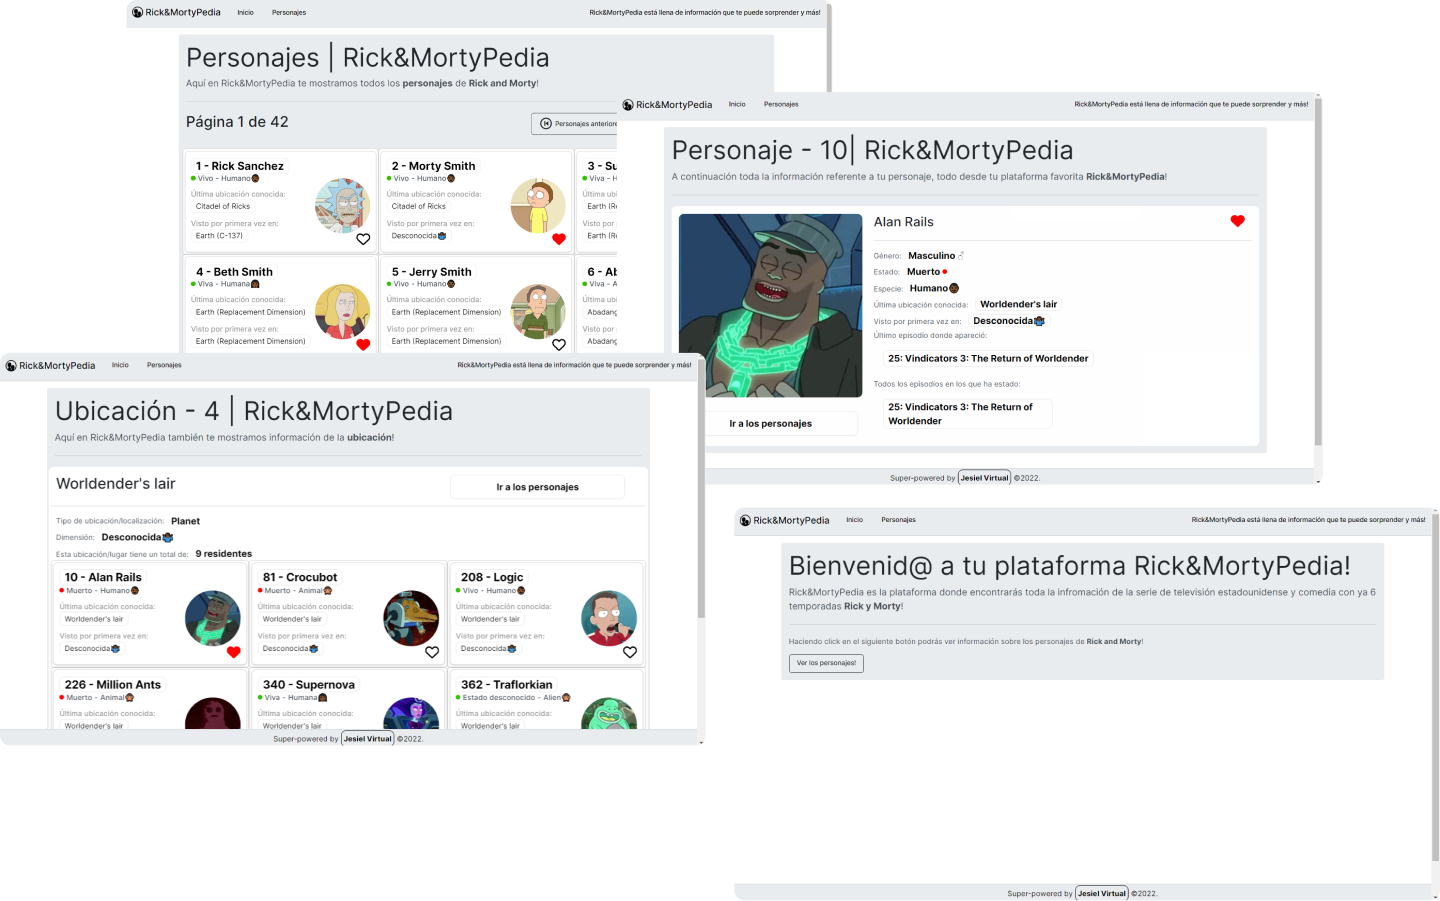 Rick&MortyPedia
Inicio
Personajes
Rick&MortyPedia está llena de información que te puede sorprender y más!
Personajes | Rick&MortyPedia
Aquí en Rick&MortyPedia te mostramos todos los personajes de Rick and Morty!
Página 1 de 42
Personajes anteriore
1 - Rick Sanchez
Vivo - Humano
Última ubicación conocida:
Citadel of Ricks
Visto por primera vez en:
Earth (C-137)
2 - Morty Smith
Vivo - Humano
Última ubicación conocida:
Citadel of Ricks
Visto por primera vez en:
Desconocida
3 - Su
Vivo - H
Última ub
Earth (Re
Visto por
Earth (R
4 - Beth Smith
Viva - Humana
Última ubicación conocida:
Earth (Replacement Dimension)
Visto por primera vez en:
Earth (Replacement Dimension)
5 - Jerry Smith
Vivo - Humano
Última ubicación conocida:
Earth (Replacement Dimension)
Visto por primera vez en:
Earth (Replacement Dimension)
6 - Ab
Viva - A
Última ub
Abadang
Visto por
Abadang
Rick&MortyPedia
Inicio
Personajes
Rick&MortyPedia está llena de información que te puede sorprender y más!
Personaje - 10| Rick&MortyPedia
A continuación toda la información referente a tu personaje, todo desde tu plataforma favorita Rick&MortyPedia!
Alan Rails
Género: Masculino
Estado: Muerto
Especie: Humano
Última ubicación conocida: Worldender's lair
Visto por primera vez en: Desconocida
Último episodio donde apareció:
25: Vindicators 3: The Return of Worldender
Todos los episodios en los que ha estado:
25: Vindicators 3: The Return of
Worldender
Ir a los personajes
Super-powered by Jesiel Virtual ©2022.
Rick&MortyPedia
Inicio
Personajes
Rick&MortyPedia está llena de información que te puede sorprender y más!
Ubicación - 4 | Rick&MortyPedia
Aquí en Rick&MortyPedia también te mostramos información de la ubicación!
Worldender's lair
Ir a los personajes
Tipo de ubicación/localización: Planet
Dimensión: Desconocida
Esta ubicación/lugar tiene un total de: 9 residentes
10 - Alan Rails
Muerto - Humano
Última ubicación conocida:
Worldender's lair
Visto por primera vez en:
Desconocida
81 - Crocubot
Muerto - Animal
Última ubicación conocida:
Worldender's lair
Visto por primera vez en:
Desconocida
208 - Logic
Vivo - Humano
Última ubicación conocida:
Worldender's lair
Visto por primera vez en:
Desconocida
226 - Million Ants
Muerto - Animal
Última ubicación conocida:
Worldender's lair
340 - Supernova
Viva - Humana
Última ubicación conocida:
Worldender's lair
362 - Traflorkian
Estado desconocido - Alien
Última ubicación conocida:
Worldender's lair
Super-powered by Jesiel Virtual ©2022.
Rick&MortyPedia
Inicio
Personajes
Rick&MortyPedia está llena de información que te puede sorprender y más!
Bienvenid@ a tu plataforma Rick&MortyPedia!
Rick&MortyPedia es la plataforma donde encontrarás toda la infromación de la serie de televisión estadounidense y comedia con ya 6
temporadas Rick y Morty!
Haciendo click en el siguiente botón podrás ver información sobre los personajes de Rick and Morty!
Ver los personajes!
Super-powered by Jesiel Virtual ©2022.